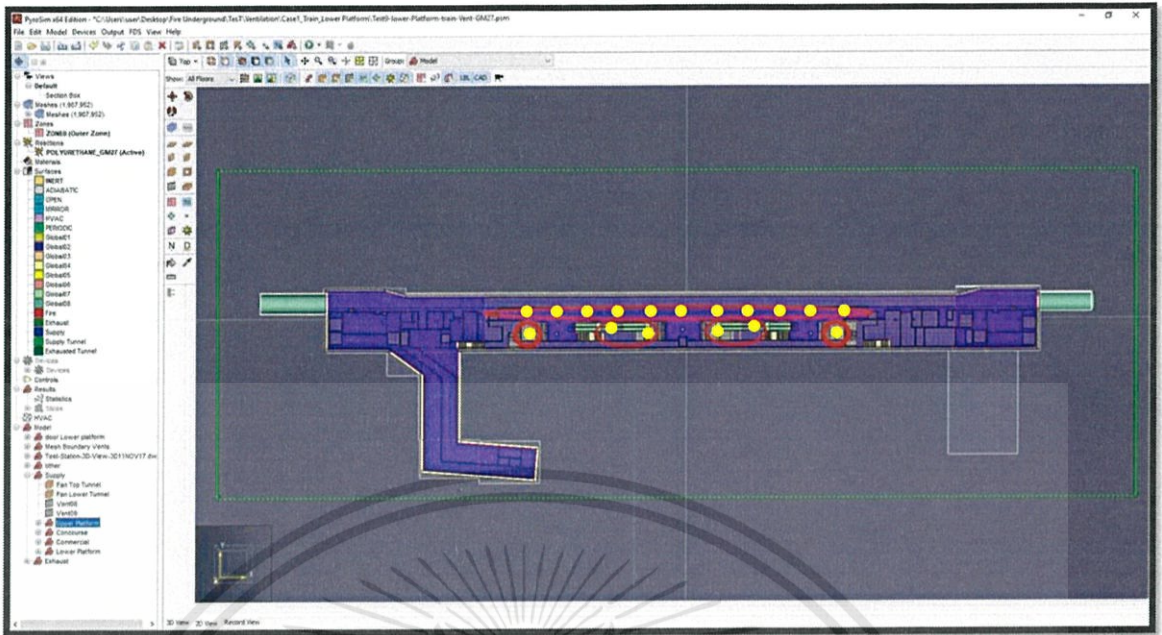 PyroSim x64 Edition - "C:\Users\user\Desktop\Fire Underground\TesT\Ventilation\Case1_Train_Lower Platform\Test9-lower-Platform-train-Vent-GM27.psm"
File Edit Model Devices Output FDS View Help
Top
Group: Model
Show: All Floors
LBL CAD
Views
Default
Section Box
Meshes (1,907,952)
Meshes (1,907,952)
Zones
ZONE0 (Outer Zone)
Reactions
POLYURETHANE_GM27 (Active)
Materials
Surfaces
INERT
ADIABATIC
OPEN
MIRROR
HVAC
PERIODIC
Global01
Global02
Global03
Global04
Global05
Global06
Global07
Global08
Fire
Exhaust
Supply
Supply Tunnel
Exhausted Tunnel
Devices
Devices
Controls
Results
Statistics
Slices
HVAC
Model
door Lower platform
Mesh Boundary Vents
other
Supply
Fan Top Tunnel
Fan Lower Tunnel
Upper Platform
Concourse
Commercial
Lower Platform
Exhaust
N D
3D View 2D View Record View